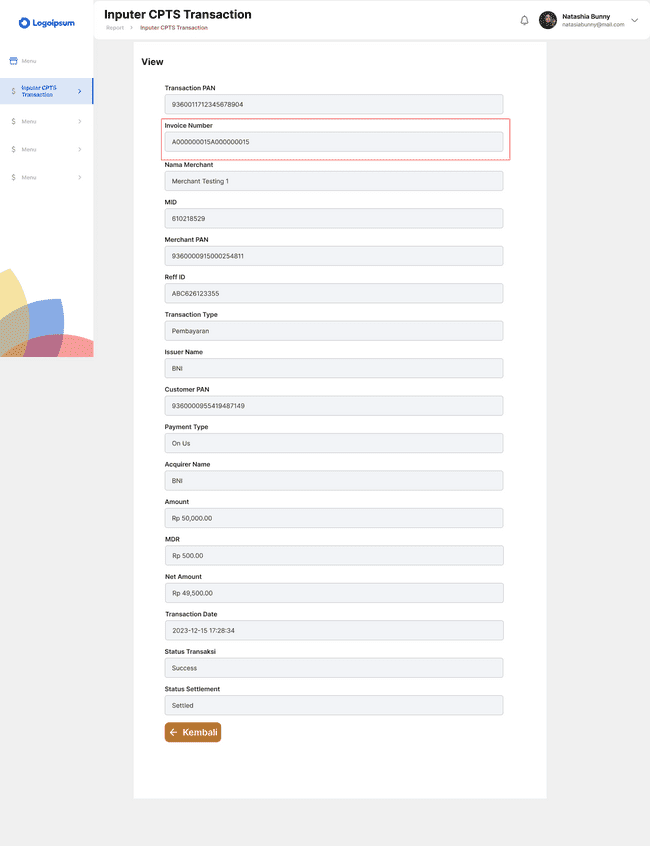 Logoipsum
Inputer CPTS Transaction
Report > Inputer CPTS Transaction
Natashia Bunny
natasiabunny@mail.com
Menu
$ Inputer CPTS
Transaction
$ Menu
$ Menu
$ Menu
View
Transaction PAN
9360011712345678904
Invoice Number
A000000015A000000015
Nama Merchant
Merchant Testing 1
MID
610218529
Merchant PAN
9360000915000254811
Reff ID
ABC626123355
Transaction Type
Pembayaran
Issuer Name
BNI
Customer PAN
9360000955419487149
Payment Type
On Us
Acquirer Name
BNI
Amount
Rp 50,000.00
MDR
Rp 500.00
Net Amount
Rp 49,500.00
Transaction Date
2023-12-15 17:28:34
Status Transaksi
Success
Status Settlement
Settled
← Kembali